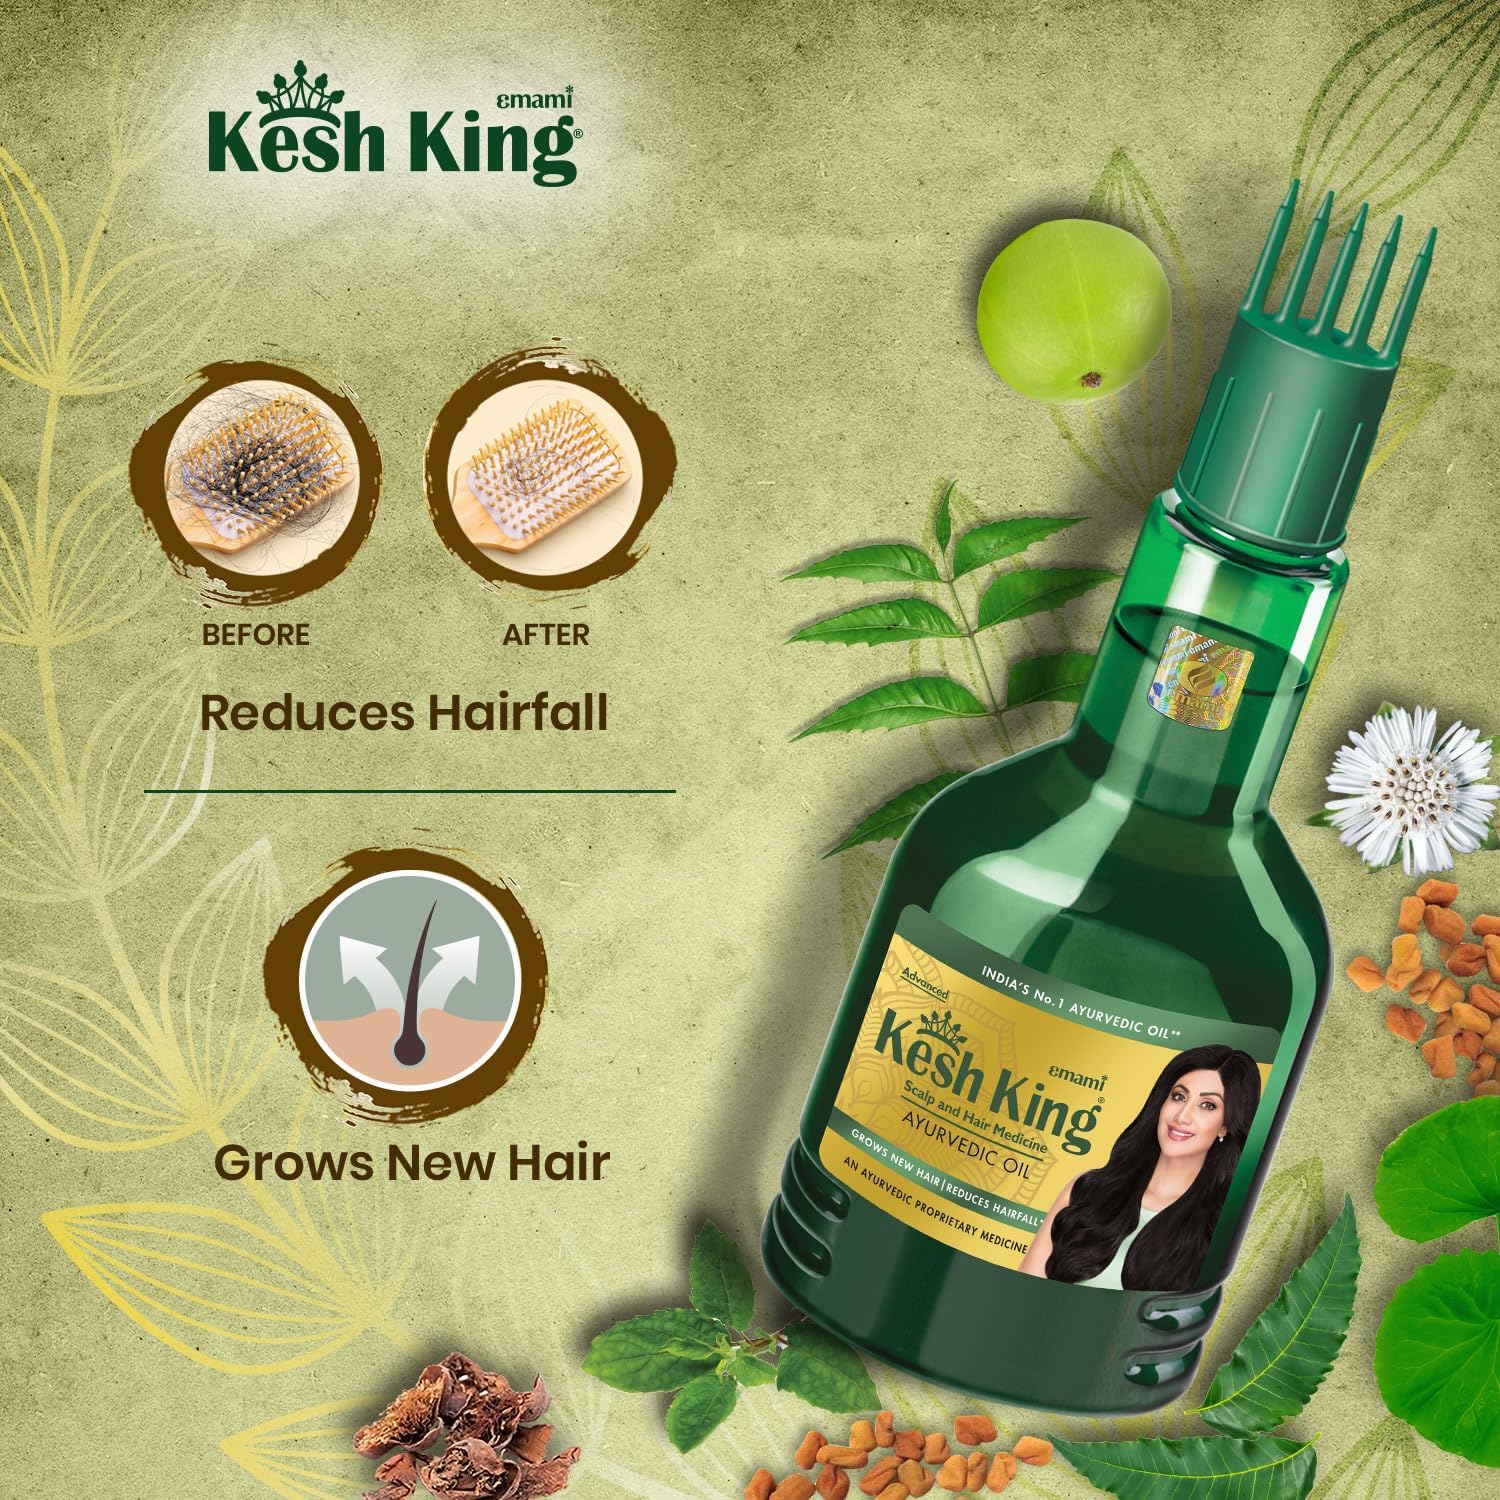 emami*
Kesh King®
BEFORE
AFTER
Reduces Hairfall
Grows New Hair
INDIA'S No. 1 AYURVEDIC OIL**
Advanced
emami*
Kesh King®
Scalp and Hair Medicine
AYURVEDIC OIL
GROWS NEW HAIR | REDUCES HAIRFALL*
AN AYURVEDIC PROPRIETARY MEDICINE